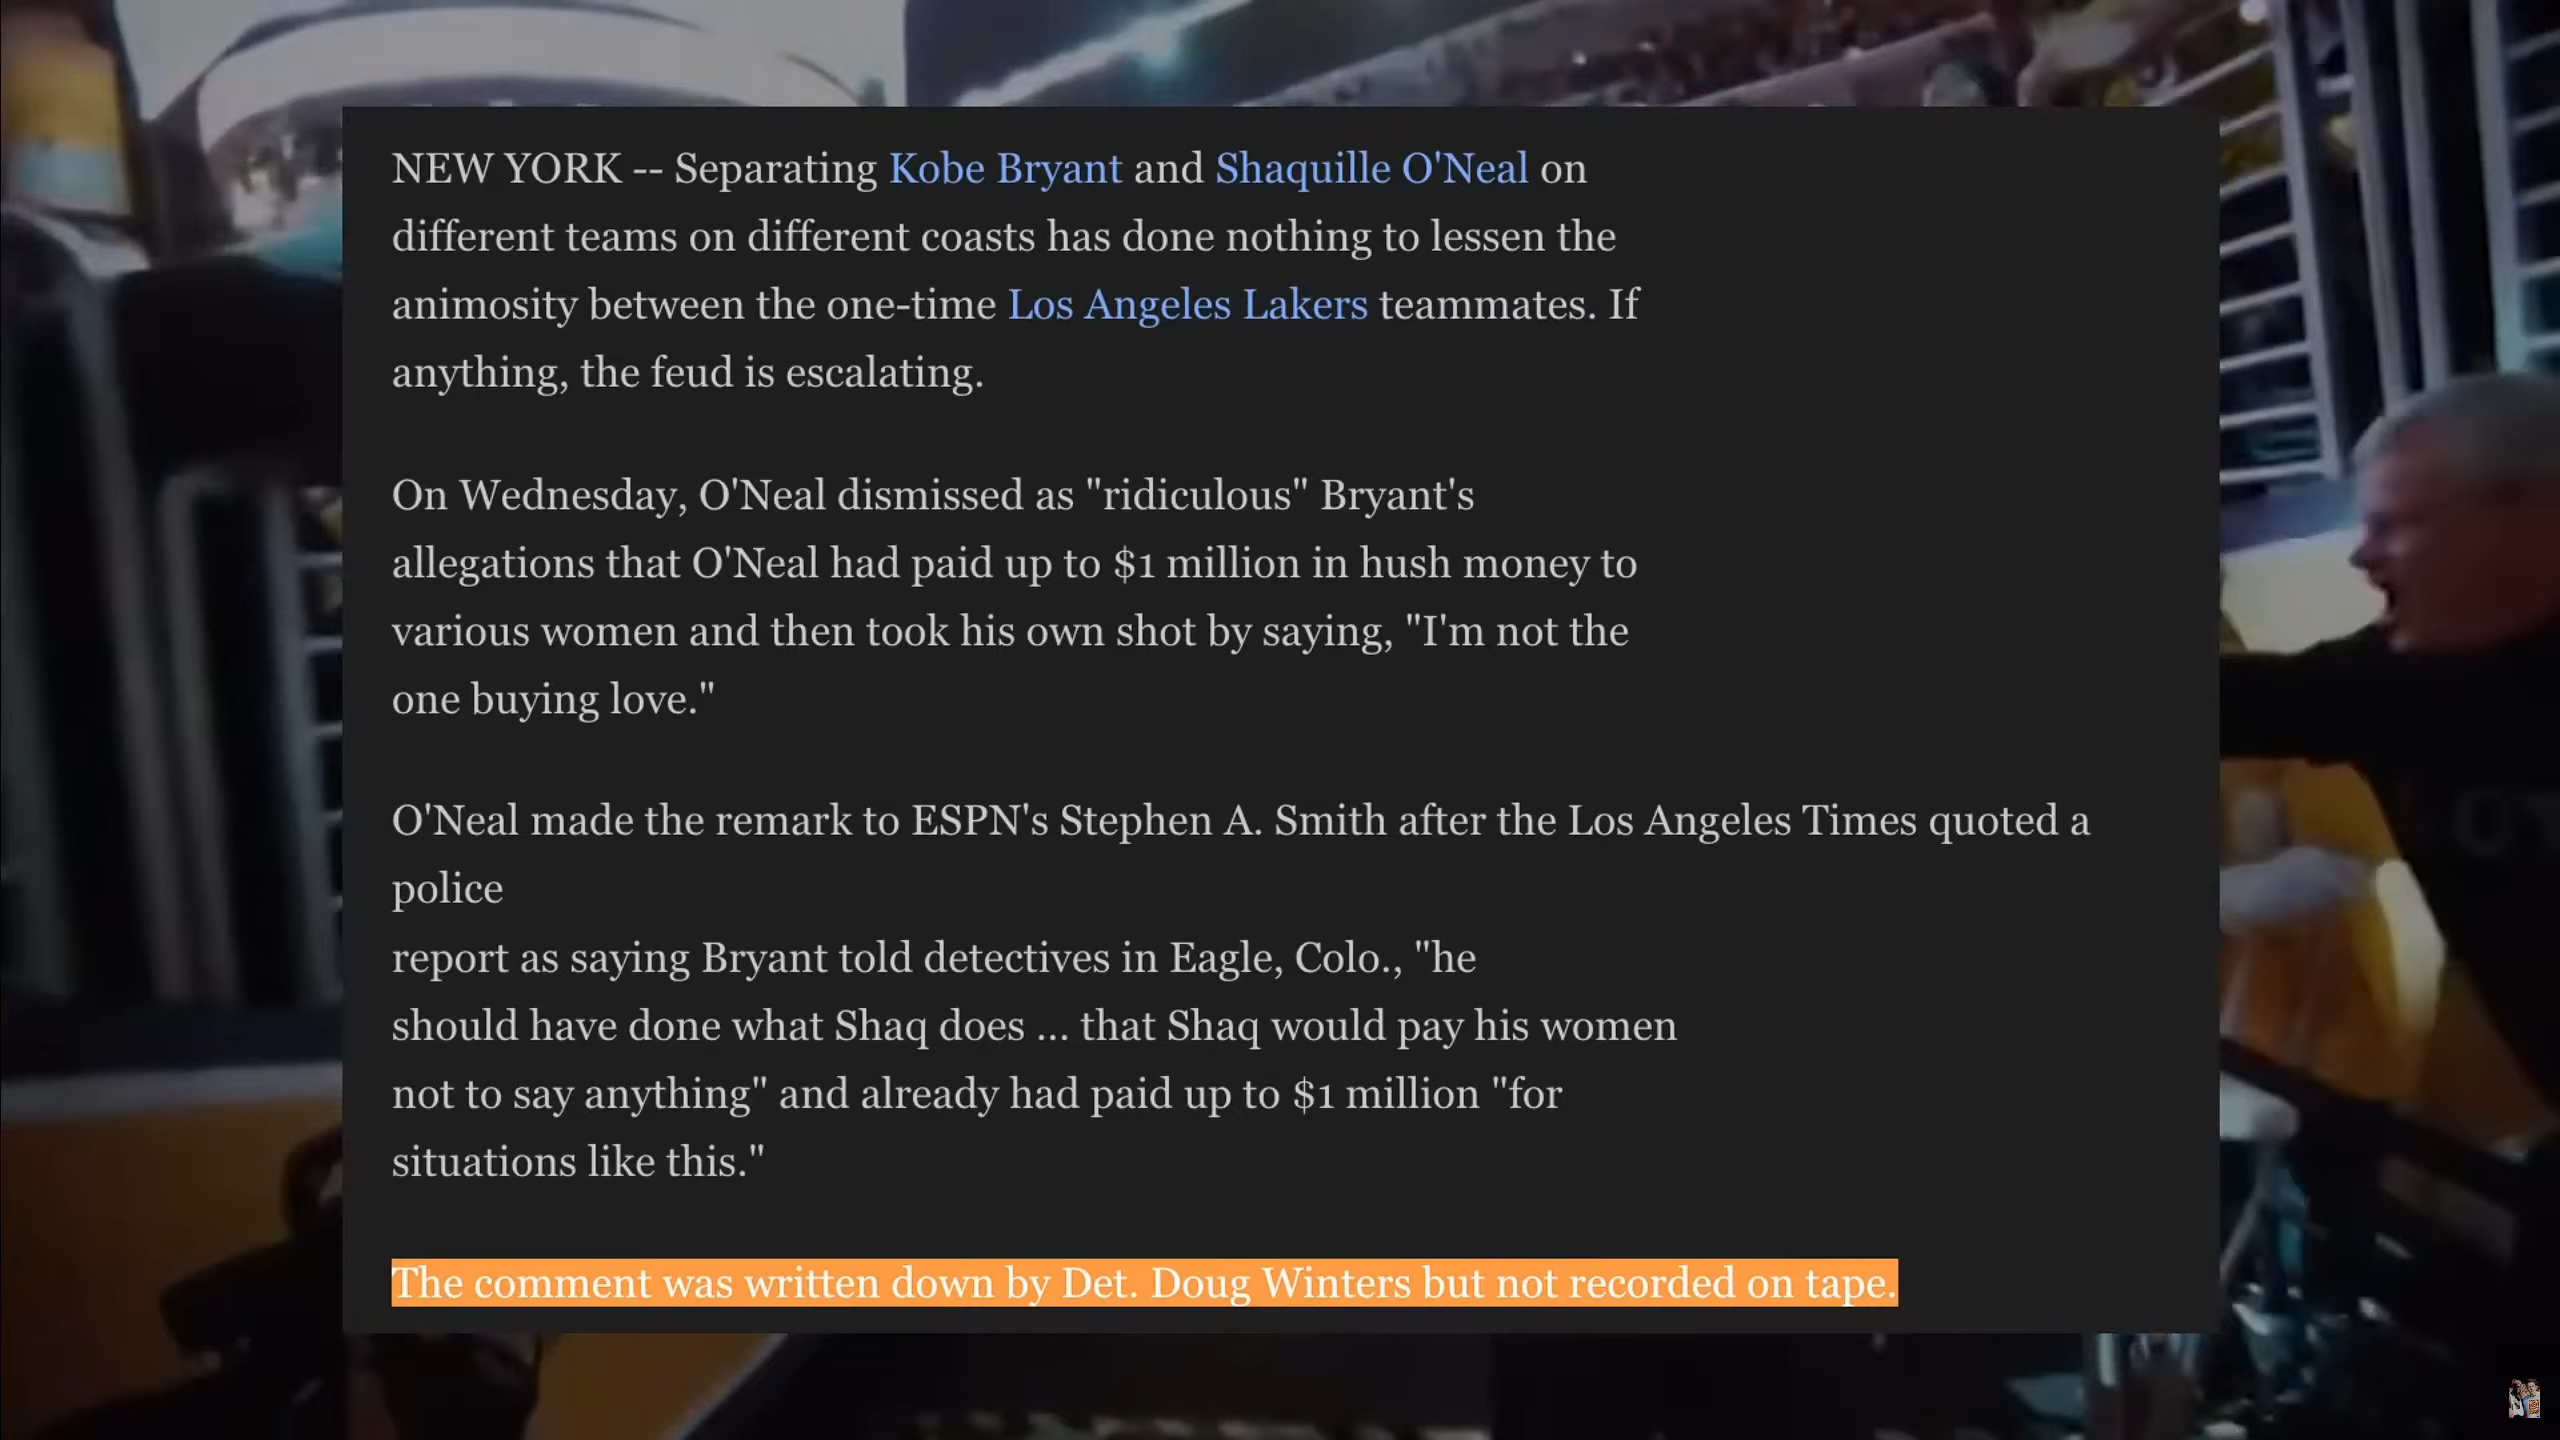 NEW YORK -- Separating Kobe Bryant and Shaquille O'Neal on
different teams on different coasts has done nothing to lessen the
animosity between the one-time Los Angeles Lakers teammates. If
anything, the feud is escalating.
On Wednesday, O'Neal dismissed as "ridiculous" Bryant's
allegations that O'Neal had paid up to $1 million in hush money to
various women and then took his own shot by saying, "I'm not the
one buying love."
O'Neal made the remark to ESPN's Stephen A. Smith after the Los Angeles Times quoted a
police
report as saying Bryant told detectives in Eagle, Colo., "he
should have done what Shaq does ... that Shaq would pay his women
not to say anything" and already had paid up to $1 million "for
situations like this."
The comment was written down by Det. Doug Winters but not recorded on tape.